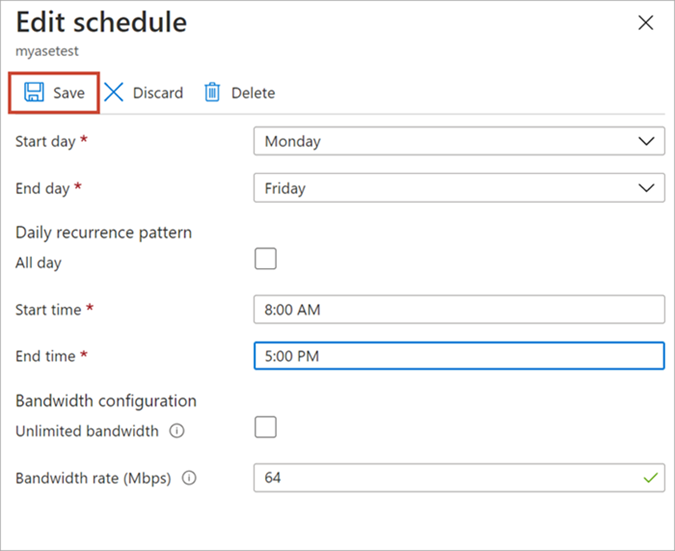 Edit schedule
myasetest
Save Discard Delete
Start day * Monday
End day * Friday
Daily recurrence pattern
All day
Start time * 8:00 AM
End time * 5:00 PM
Bandwidth configuration
Unlimited bandwidth
Bandwidth rate (Mbps) 64